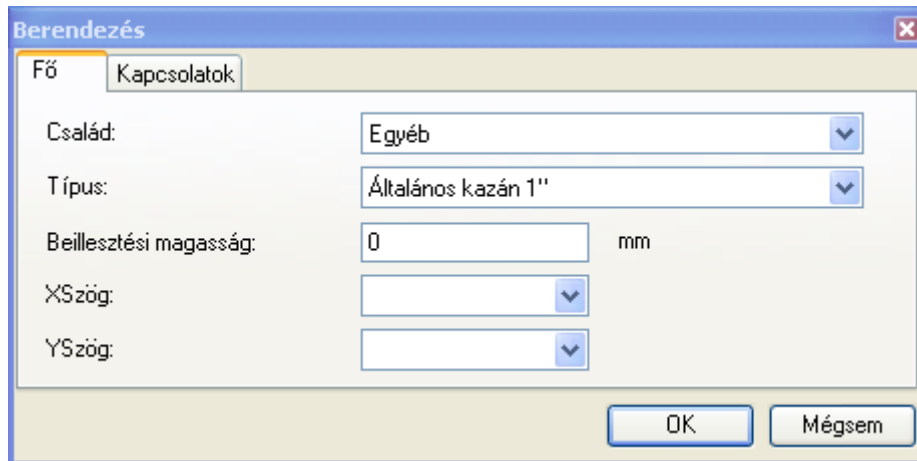 Berendezés
Fő Kapcsolatok
Család: Egyéb
Típus: Általános kazán 1"
Beillesztési magasság: 0 mm
XSzög:
YSzög:
OK Mégsem